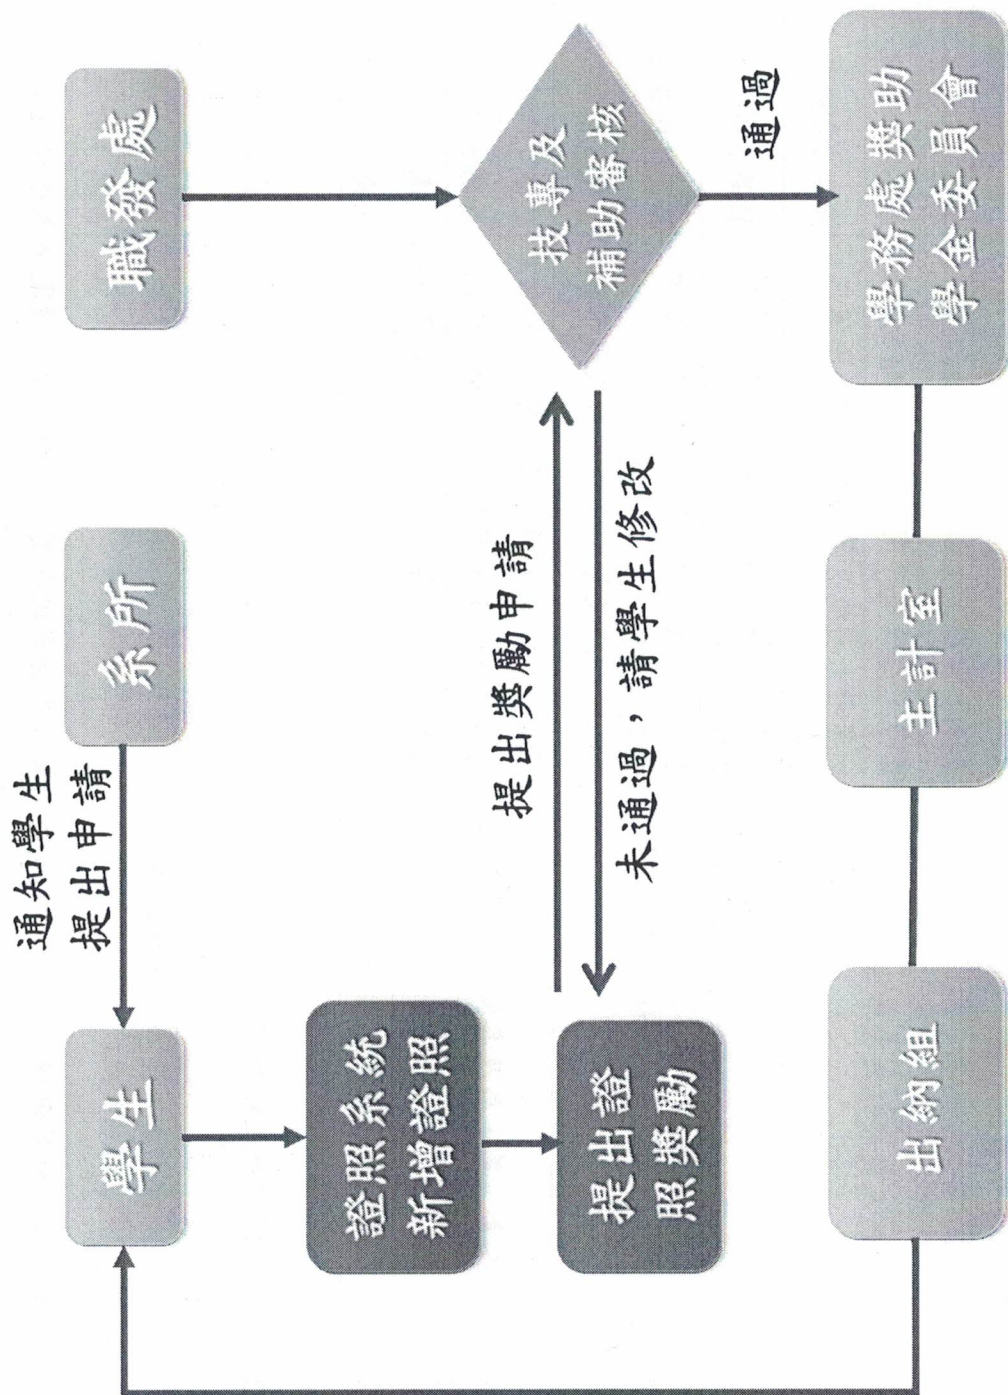 通知學生
提出申請
學生
系所
職發處
證照系統
新增證照
提出證
照獎勵
提出獎勵申請
未通過，請學生修改
技專及
補助審核
通過
出納組
主計室
學務處獎助
學金委員會